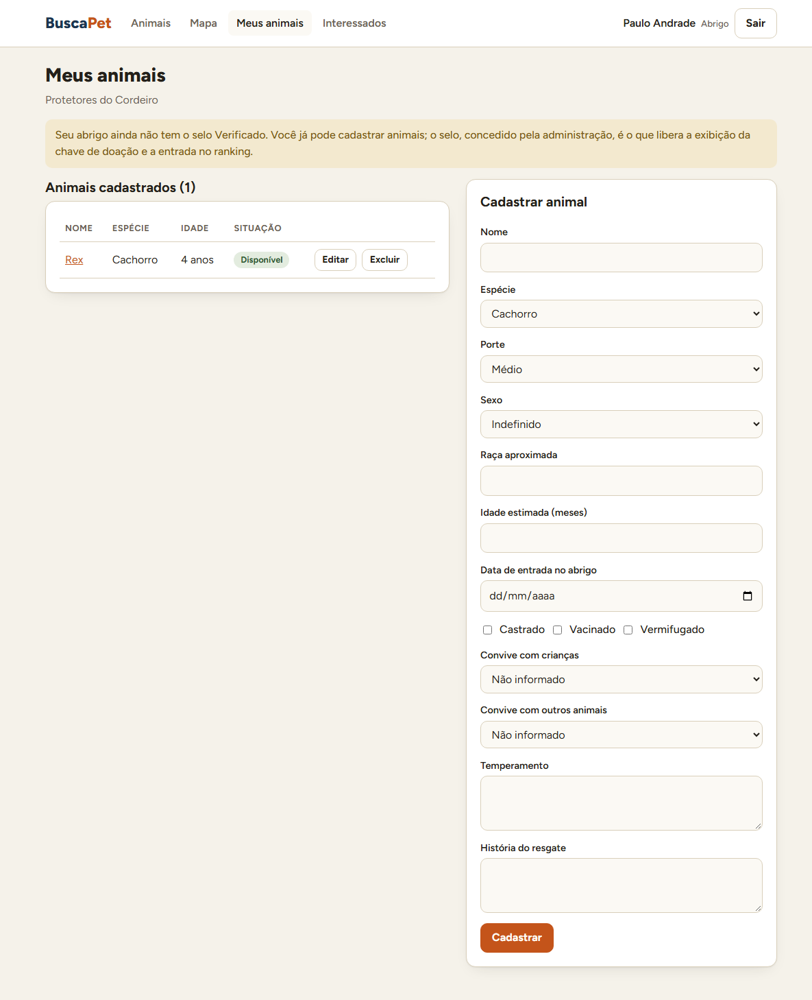 BuscaPet Animais Mapa Meus animais Interessados Paulo Andrade Abrigo Sair
Meus animais
Protetores do Cordeiro
Seu abrigo ainda não tem o selo Verificado. Você já pode cadastrar animais; o selo, concedido pela administração, é o que libera a exibição da
chave de doação e a entrada no ranking.
Animais cadastrados (1)
NOME ESPÉCIE IDADE SITUAÇÃO
Rex Cachorro 4 anos Disponível Editar Excluir
Cadastrar animal
Nome
Espécie
Cachorro
Porte
Médio
Sexo
Indefinido
Raça aproximada
Idade estimada (meses)
Data de entrada no abrigo
dd/mm/aaaa
Castrado Vacinado Vermifugado
Convive com crianças
Não informado
Convive com outros animais
Não informado
Temperamento
História do resgate
Cadastrar